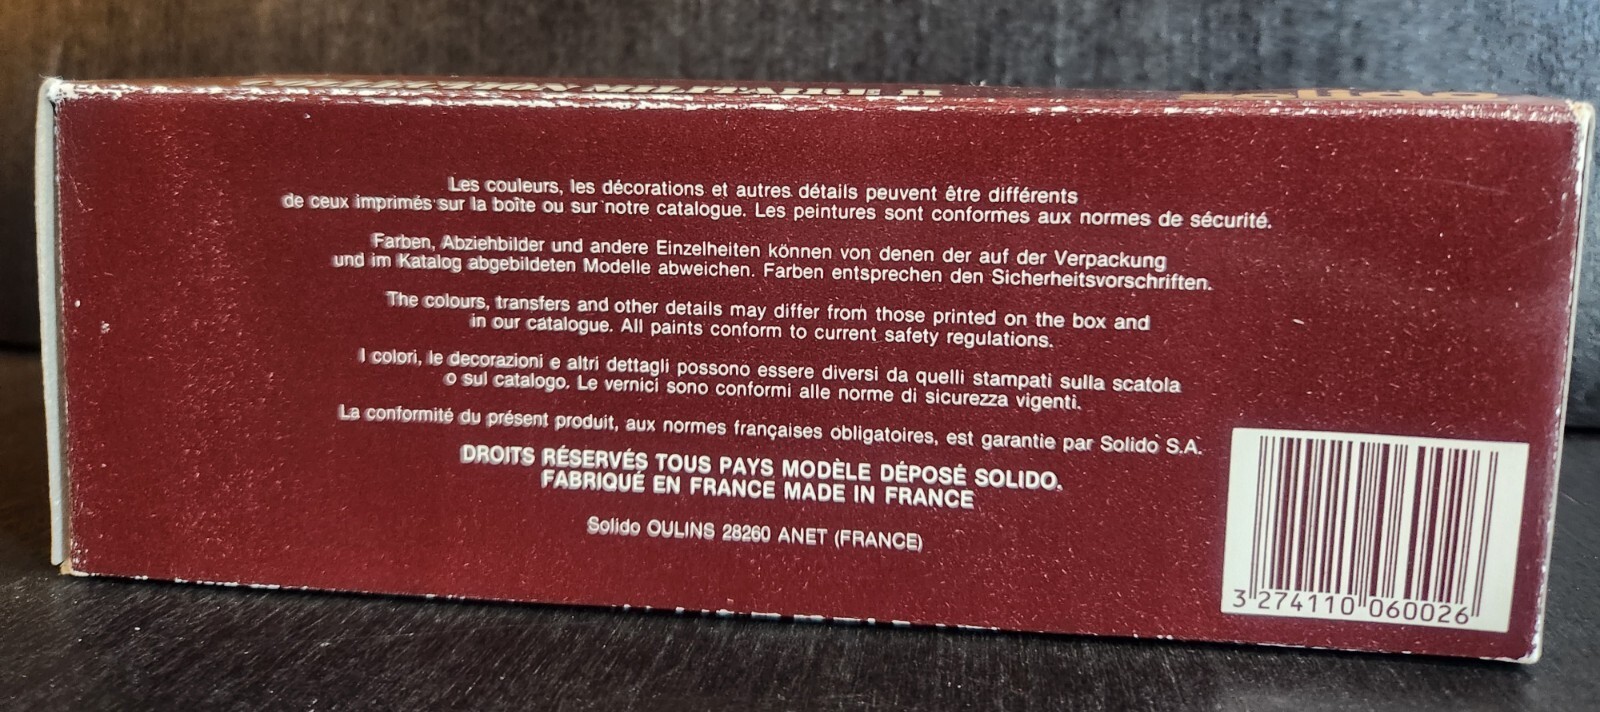 Les couleurs, les décorations et autres détails peuvent être différents
de ceux imprimés sur la boîte ou sur notre catalogue. Les peintures sont conformes aux normes de sécurité.
Farben, Abziehbilder und andere Einzelheiten können von denen der auf der Verpackung
und im Katalog abgebildeten Modelle abweichen. Farben entsprechen den Sicherheitsvorschriften.
The colours, transfers and other details may differ from those printed on the box and
in our catalogue. All paints conform to current safety regulations.
I colori, le decorazioni e altri dettagli possono essere diversi da quelli stampati sulla scatola
o sul catalogo. Le vernici sono conformi alle norme di sicurezza vigenti.
La conformité du présent produit, aux normes françaises obligatoires, est garantie par Solido S.A.
DROITS RÉSERVÉS TOUS PAYS MODÈLE DÉPOSÉ SOLIDO.
FABRIQUÉ EN FRANCE MADE IN FRANCE
Solido OULINS 28260 ANET (FRANCE)
3 274110 060026